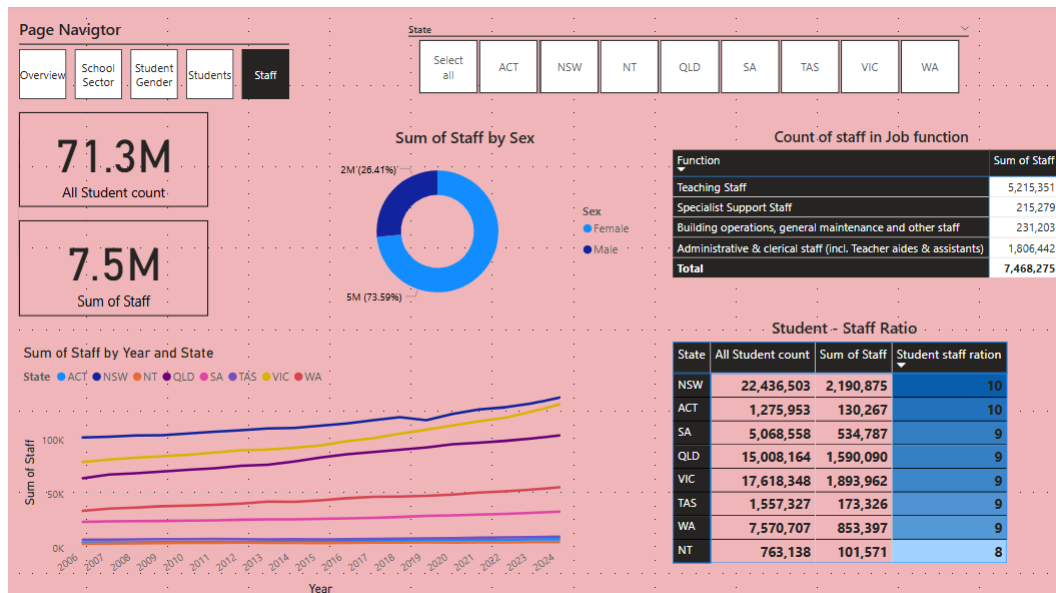 Page Navigtor
Overview
School
Sector
Student
Gender
Students
Staff
State
Select
all
ACT
NSW
NT
QLD
SA
TAS
VIC
WA
71.3M
All Student count
7.5M
Sum of Staff
Sum of Staff by Sex
2M (26.41%)
5M (73.59%)
Sex
Female
Male
Count of staff in Job function
Function Sum of Staff
Teaching Staff 5,215,351
Specialist Support Staff 215,279
Building operations, general maintenance and other staff 231,203
Administrative & clerical staff (incl. Teacher aides & assistants) 1,806,442
Total 7,468,275
Sum of Staff by Year and State
State ACT NSW NT QLD SA TAS VIC WA
Sum of Staff
100K
50K
0K
2006 2007 2008 2009 2010 2011 2012 2013 2014 2015 2016 2017 2018 2019 2020 2021 2022 2023 2024
Year
Student - Staff Ratio
State All Student count Sum of Staff Student staff ration
NSW 22,436,503 2,190,875 10
ACT 1,275,953 130,267 10
SA 5,068,558 534,787 9
QLD 15,008,164 1,590,090 9
VIC 17,618,348 1,893,962 9
TAS 1,557,327 173,326 9
WA 7,570,707 853,397 9
NT 763,138 101,571 8